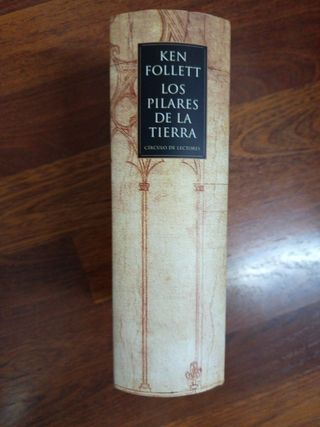 KEN
FOLLETT
LOS
PILARES
DE LA
TIERRA
CÍRCULO DE LECTORES